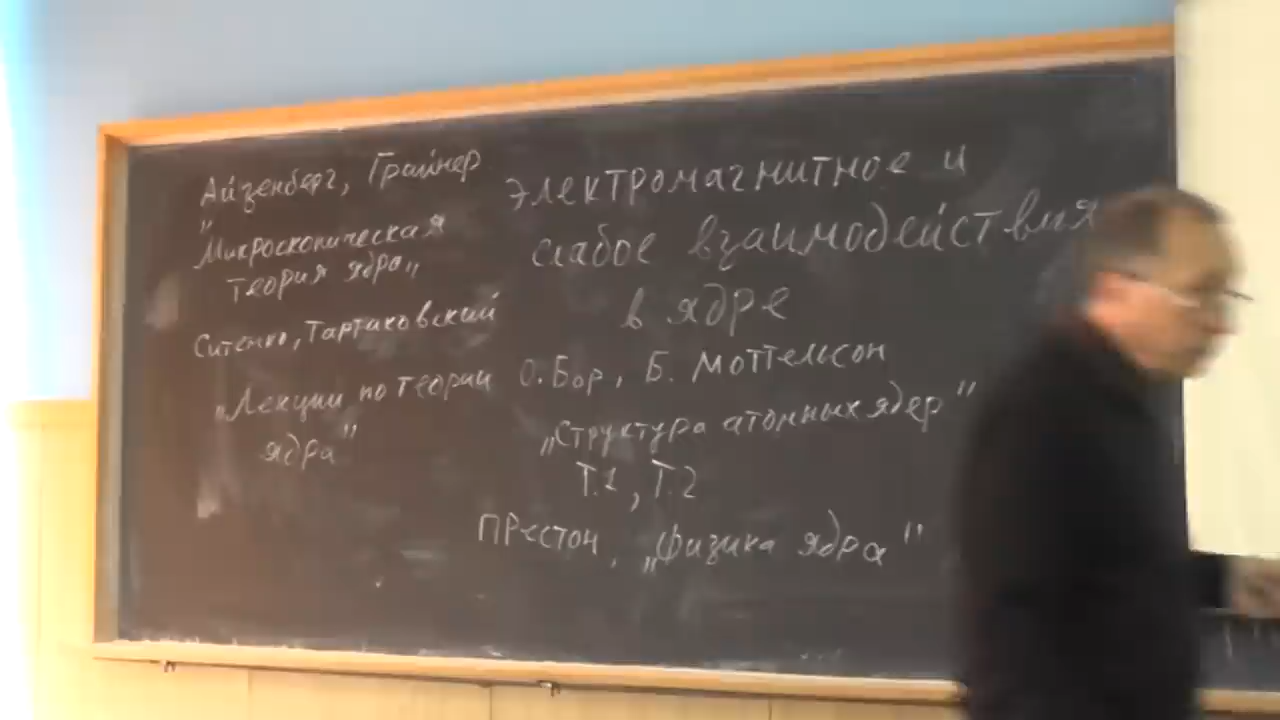 Айзенберг, Грайнер
"Микроскопическая
теория ядра„
Ситенко, Тартаковский
„Лекции по теории
ядра"
электромагнитное и
слабое взаимодействия
в ядре
О. Бор, Б. Моттельсон
„Структура атомных ядер"
Т.1, Т.2
Престон, „Физика ядра"